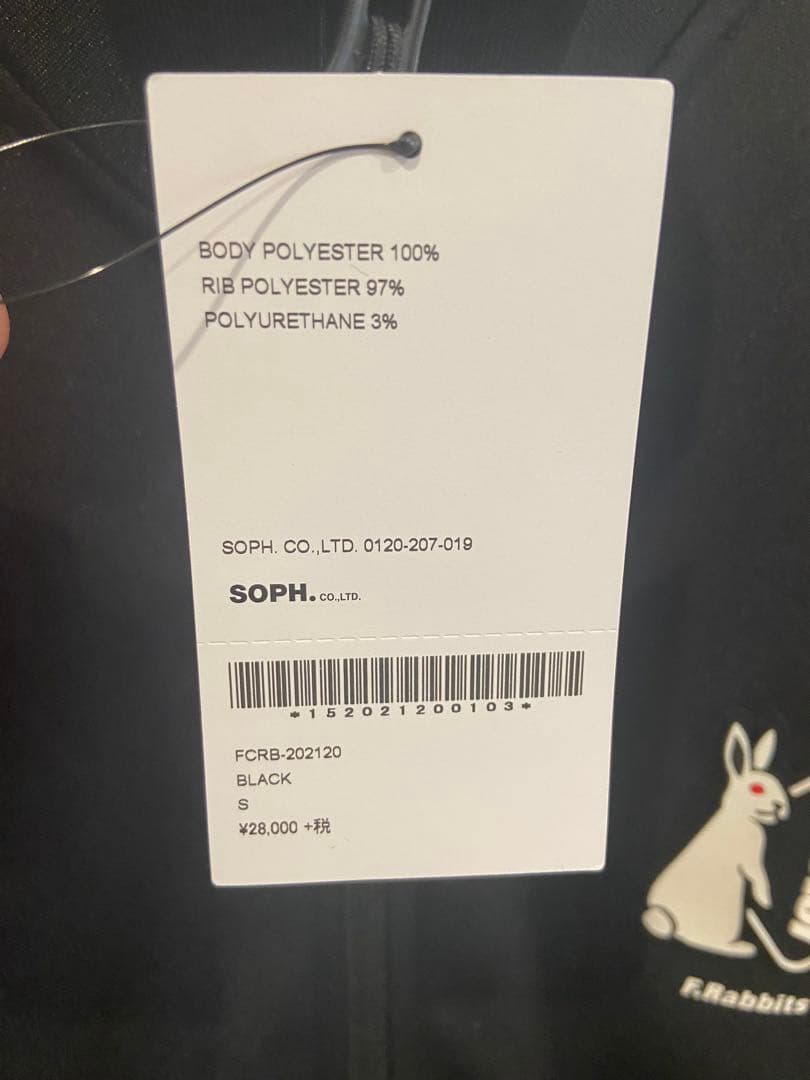 BODY POLYESTER 100%
RIB POLYESTER 97%
POLYURETHANE 3%
SOPH. CO.,LTD. 0120-207-019
SOPH. CO.,LTD.
*152021200103*
FCRB-202120
BLACK
S
¥28,000 +税
F.Rabbits